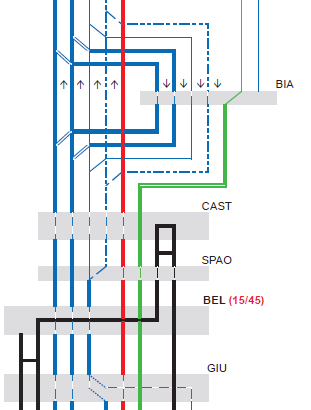 BIA
CAST
SPAO
BEL (15/45)
GIU